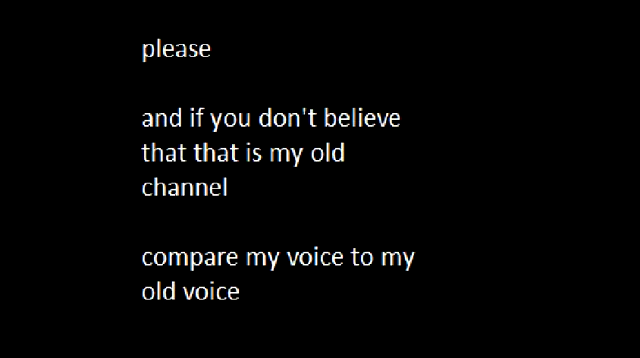 please
and if you don't believe
that that is my old
channel
compare my voice to my
old voice